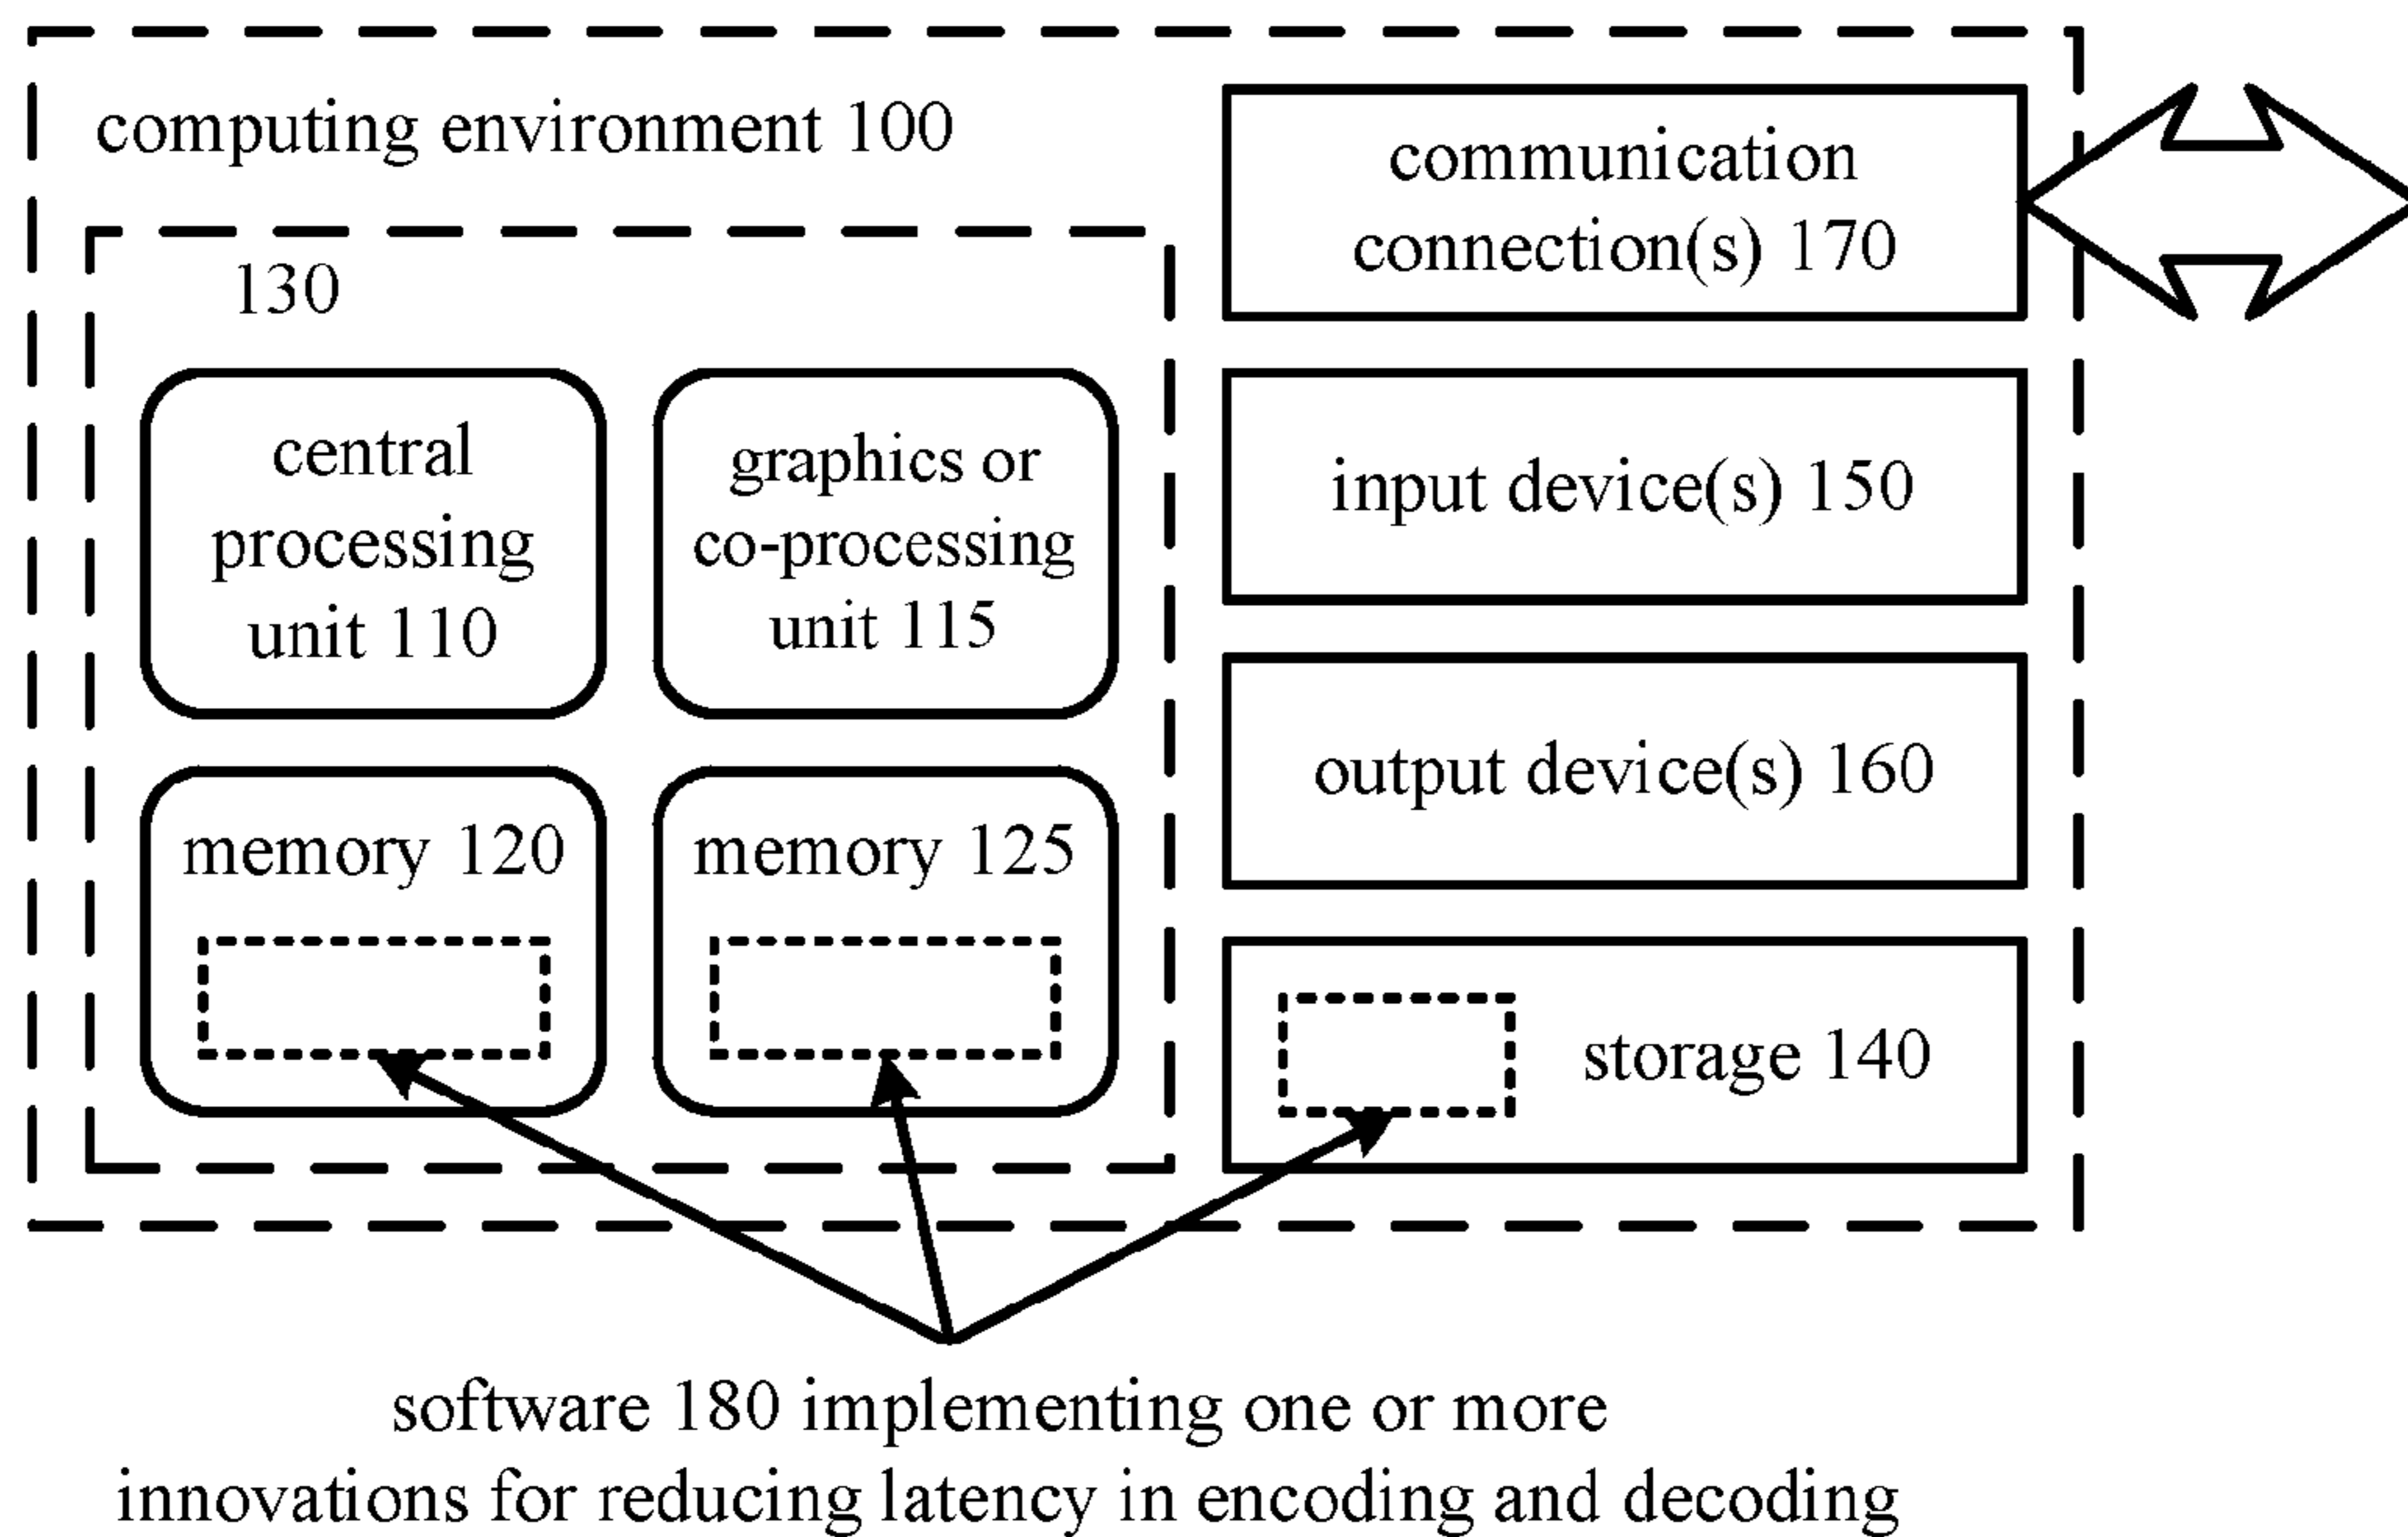 computing environment 100
130
central
processing
unit 110
graphics or
co-processing
unit 115
memory 120
memory 125
communication
connection(s) 170
input device(s) 150
output device(s) 160
storage 140
software 180 implementing one or more
innovations for reducing latency in encoding and decoding